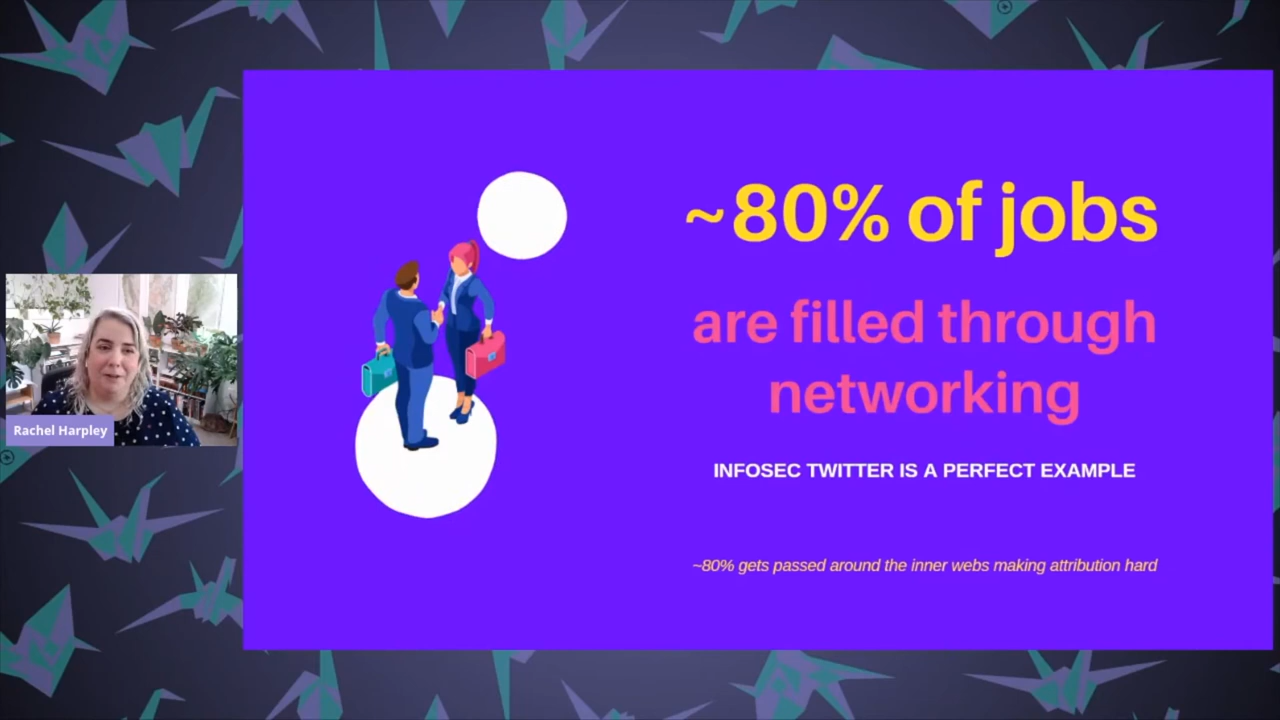 ~80% of jobs
are filled through
networking
INFOSEC TWITTER IS A PERFECT EXAMPLE
~80% gets passed around the inner webs making attribution hard
Rachel Harpley